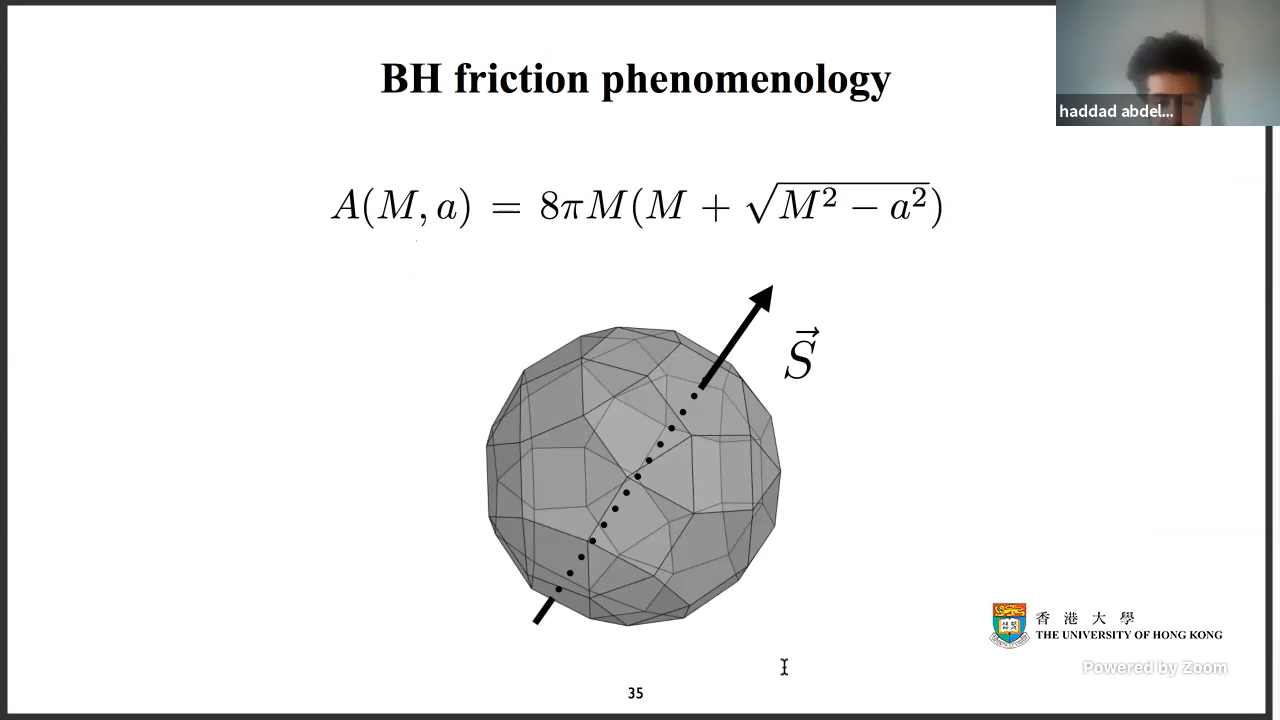 BH friction phenomenology
haddad abdel...
A(M, a) = 8πM(M + √(M² − a²))
S⃗
香 港 大 學
THE UNIVERSITY OF HONG KONG
Powered by Zoom
35